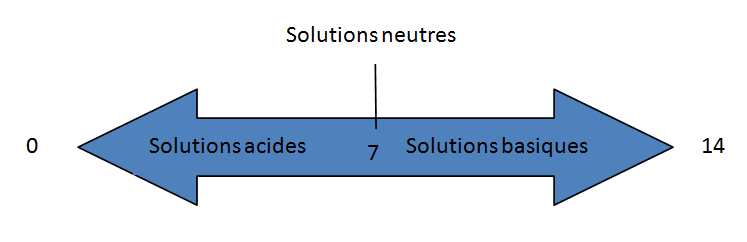 Solutions neutres
0
Solutions acides
7
Solutions basiques
14